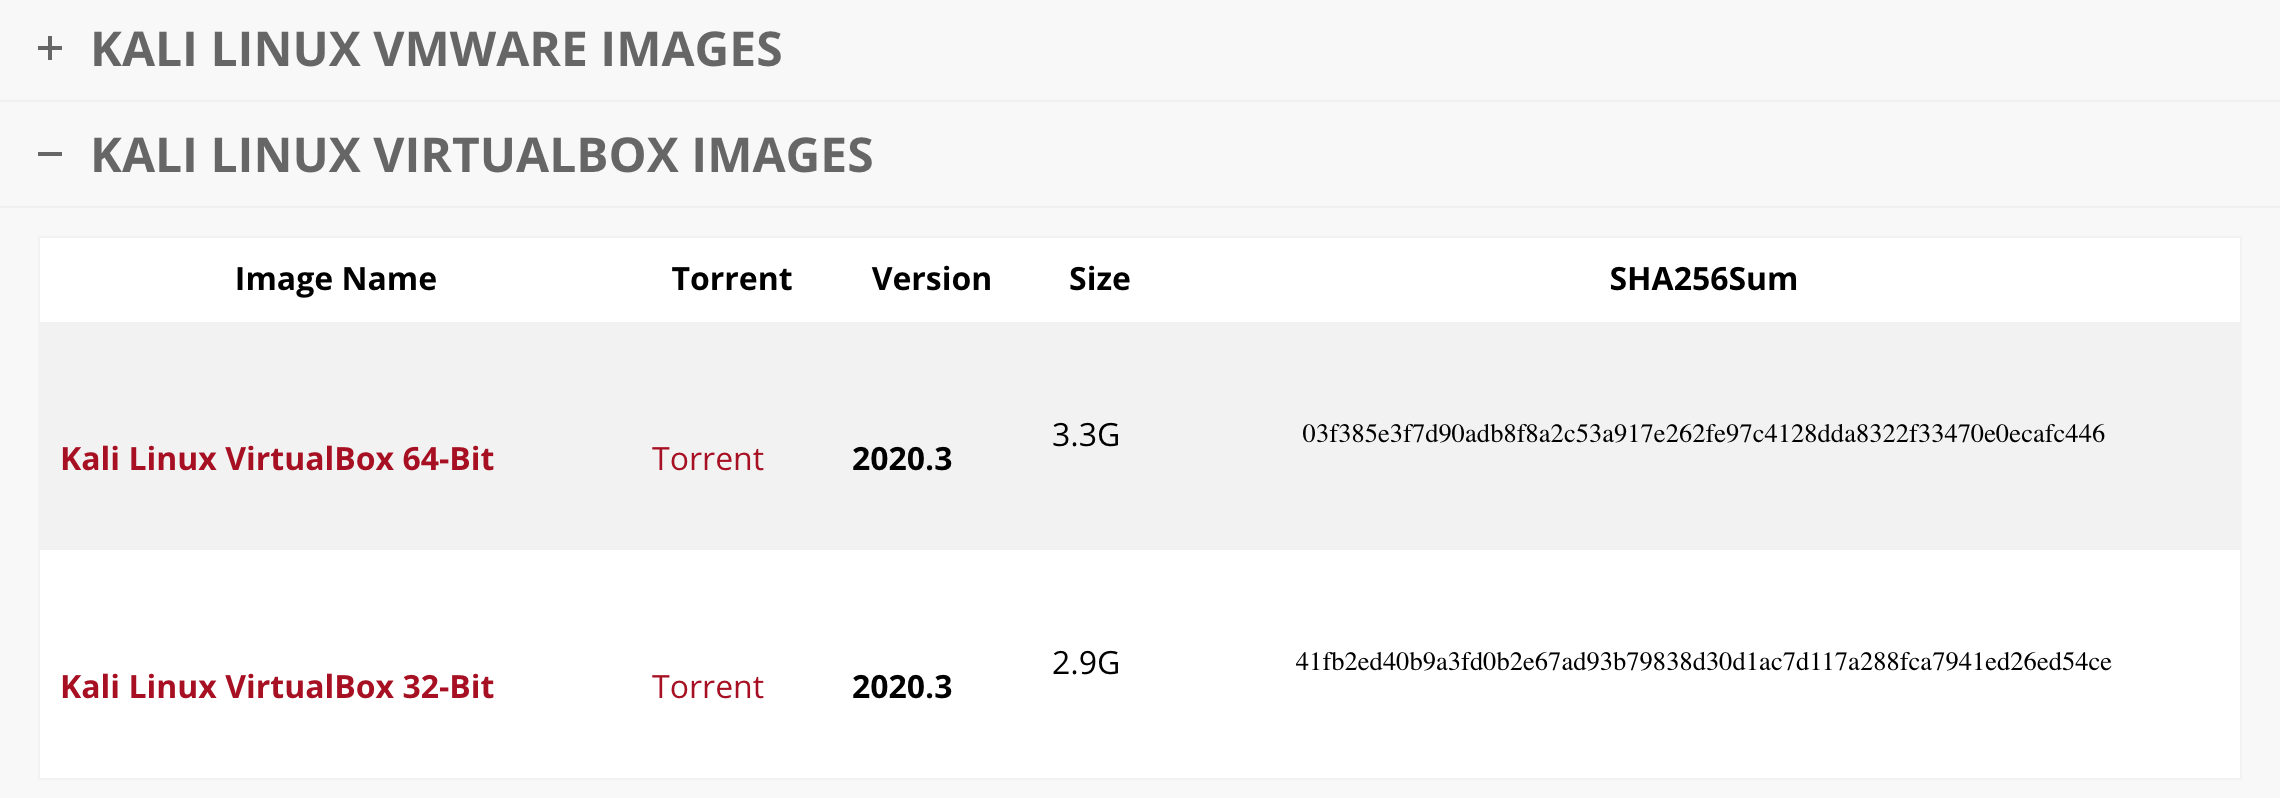 + KALI LINUX VMWARE IMAGES
− KALI LINUX VIRTUALBOX IMAGES
Image Name Torrent Version Size SHA256Sum
Kali Linux VirtualBox 64-Bit Torrent 2020.3 3.3G 03f385e3f7d90adb8f8a2c53a917e262fe97c4128dda8322f33470e0ecafc446
Kali Linux VirtualBox 32-Bit Torrent 2020.3 2.9G 41fb2ed40b9a3fd0b2e67ad93b79838d30d1ac7d117a288fca7941ed26ed54ce